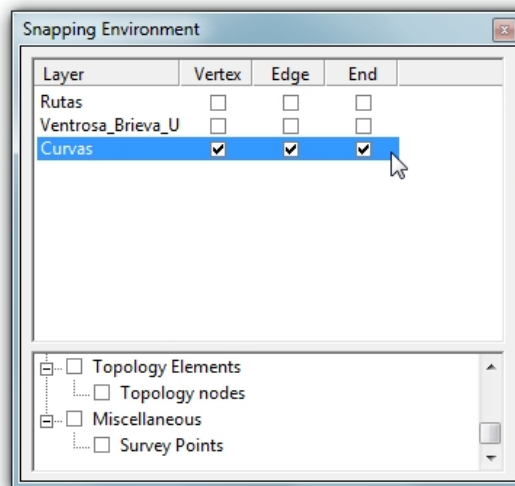 Snapping Environment
Layer Vertex Edge End
Rutas
Ventrosa_Brieva_U
Curvas
Topology Elements
Topology nodes
Miscellaneous
Survey Points